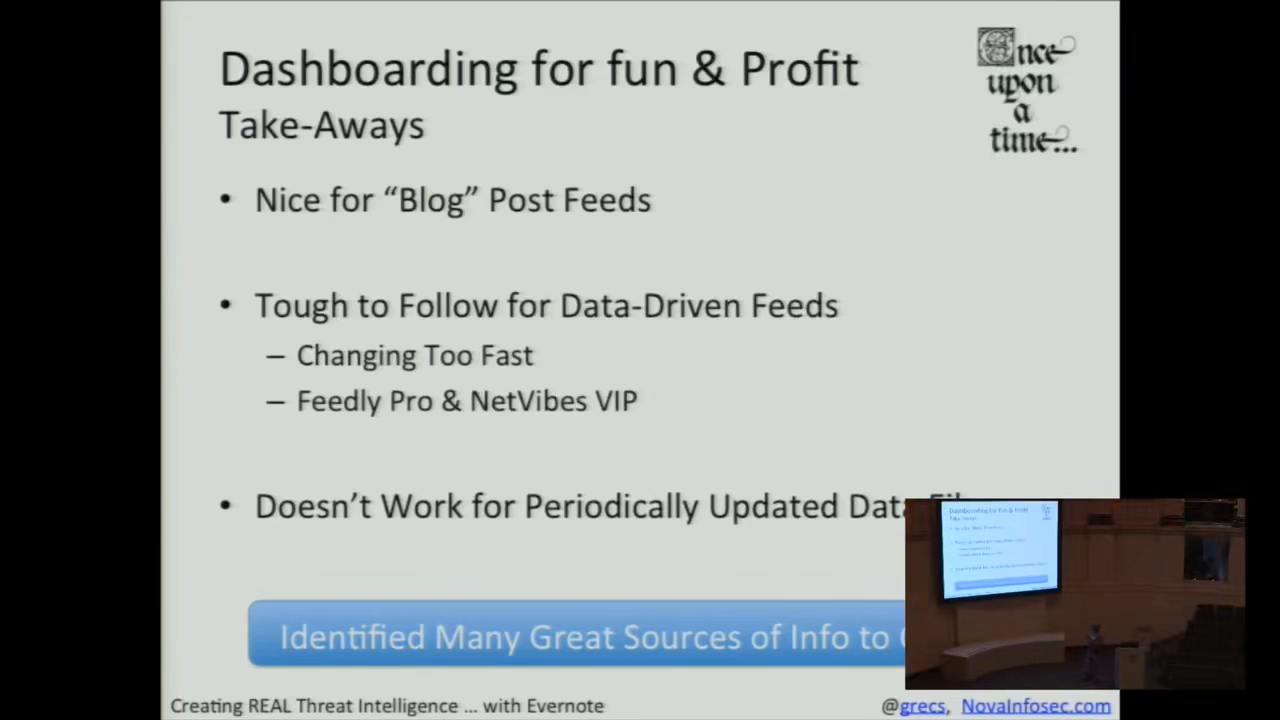 Dashboarding for fun & Profit
Take-Aways
Once
upon
a
time...
• Nice for “Blog” Post Feeds
• Tough to Follow for Data-Driven Feeds
– Changing Too Fast
– Feedly Pro & NetVibes VIP
• Doesn’t Work for Periodically Updated Data
Identified Many Great Sources of Info to
Creating REAL Threat Intelligence ... with Evernote
@grecs, NovaInfosec.com